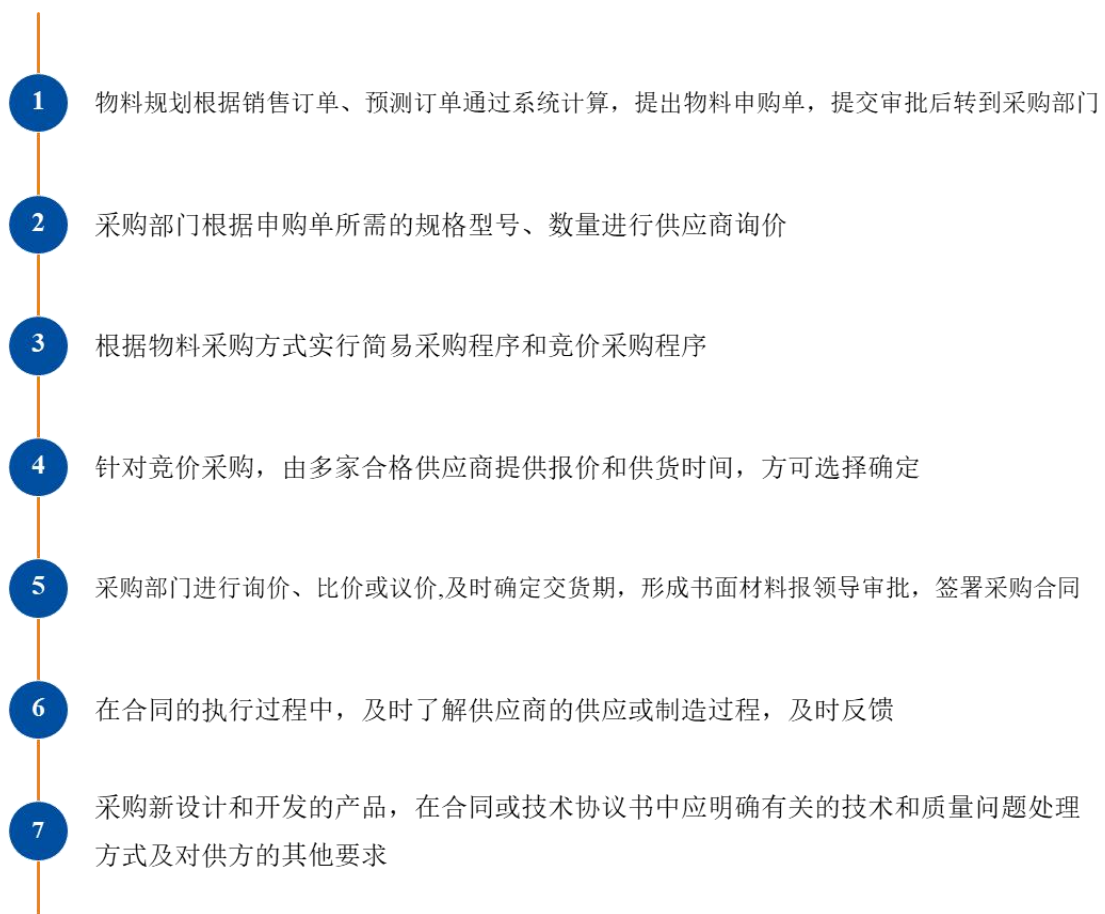 1
物料规划根据销售订单、预测订单通过系统计算，提出物料申购单，提交审批后转到采购部门
2
采购部门根据申购单所需的规格型号、数量进行供应商询价
3
根据物料采购方式实行简易采购程序和竞价采购程序
4
针对竞价采购，由多家合格供应商提供报价和供货时间，方可选择确定
5
采购部门进行询价、比价或议价,及时确定交货期，形成书面材料报领导审批，签署采购合同
6
在合同的执行过程中，及时了解供应商的供应或制造过程，及时反馈
7
采购新设计和开发的产品，在合同或技术协议书中应明确有关的技术和质量问题处理
方式及对供方的其他要求